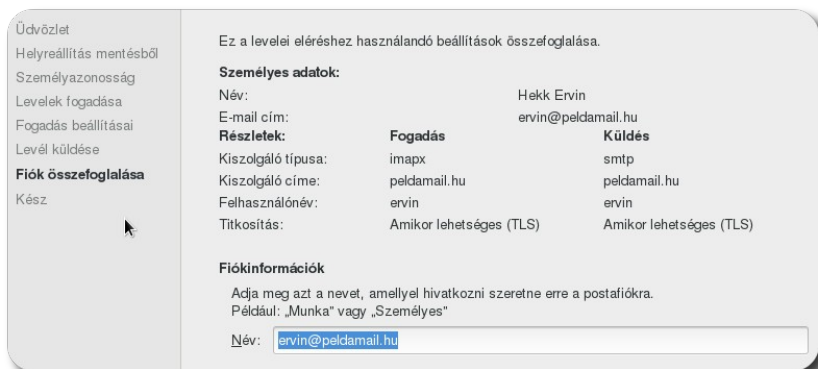 Üdvözlet
Helyreállítás mentésből
Személyazonosság
Levelek fogadása
Fogadás beállításai
Levél küldése
Fiók összefoglalása
Kész
Ez a levelei eléréshez használandó beállítások összefoglalása.
Személyes adatok:
Név: Hekk Ervin
E-mail cím: ervin@peldamail.hu
Részletek: Fogadás Küldés
Kiszolgáló típusa: imapx smtp
Kiszolgáló címe: peldamail.hu peldamail.hu
Felhasználónév: ervin ervin
Titkosítás: Amikor lehetséges (TLS) Amikor lehetséges (TLS)
Fiókinformációk
Adja meg azt a nevet, amellyel hivatkozni szeretne erre a postafiókra.
Például: „Munka” vagy „Személyes”
Név: ervin@peldamail.hu